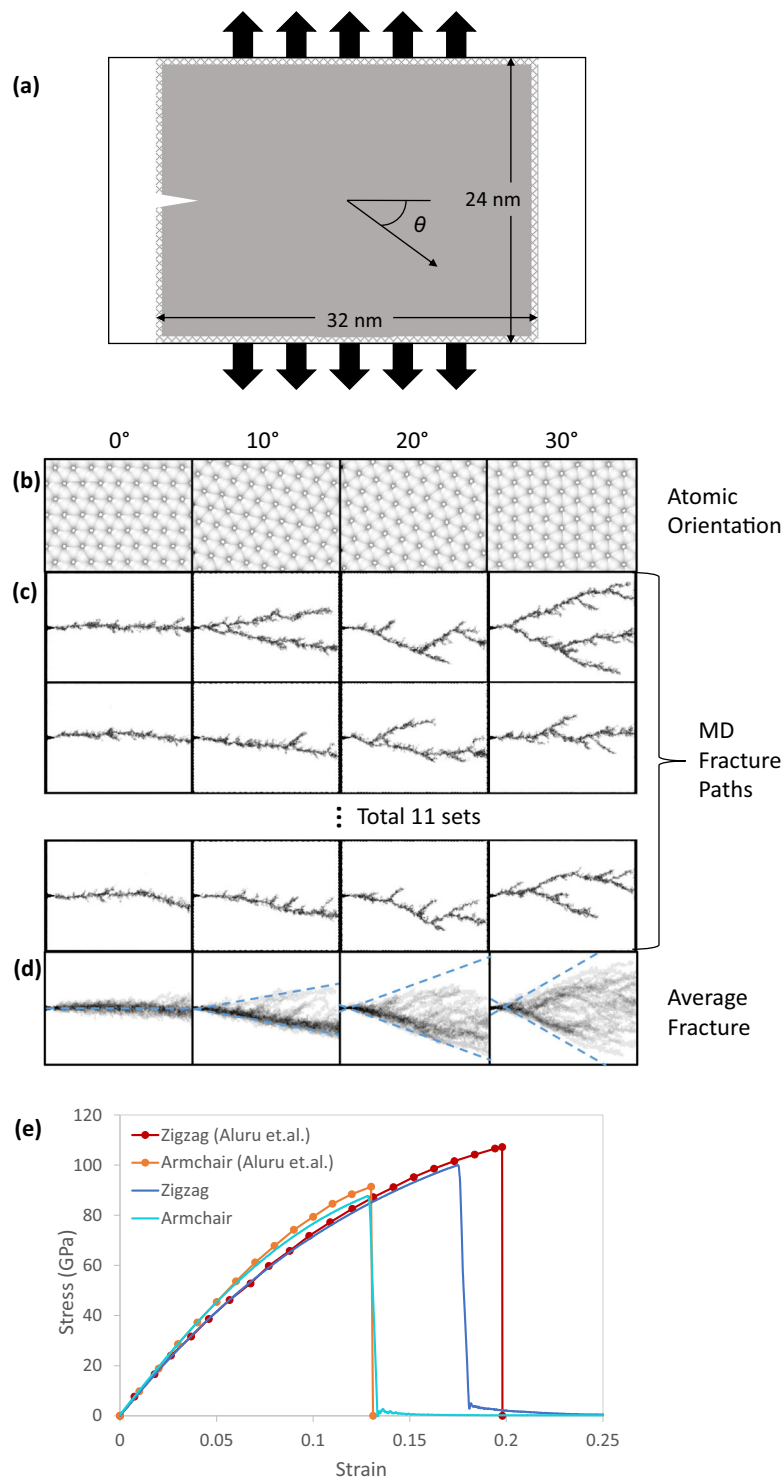 (a)
24 nm
θ
32 nm
0° 10° 20° 30°
(b)
Atomic
Orientation
(c)
MD
Fracture
Paths
⋮ Total 11 sets
(d)
Average
Fracture
(e)
120
100
80
60
40
20
0
Stress (GPa)
Zigzag (Aluru et.al.)
Armchair (Aluru et.al.)
Zigzag
Armchair
0 0.05 0.1 0.15 0.2 0.25
Strain